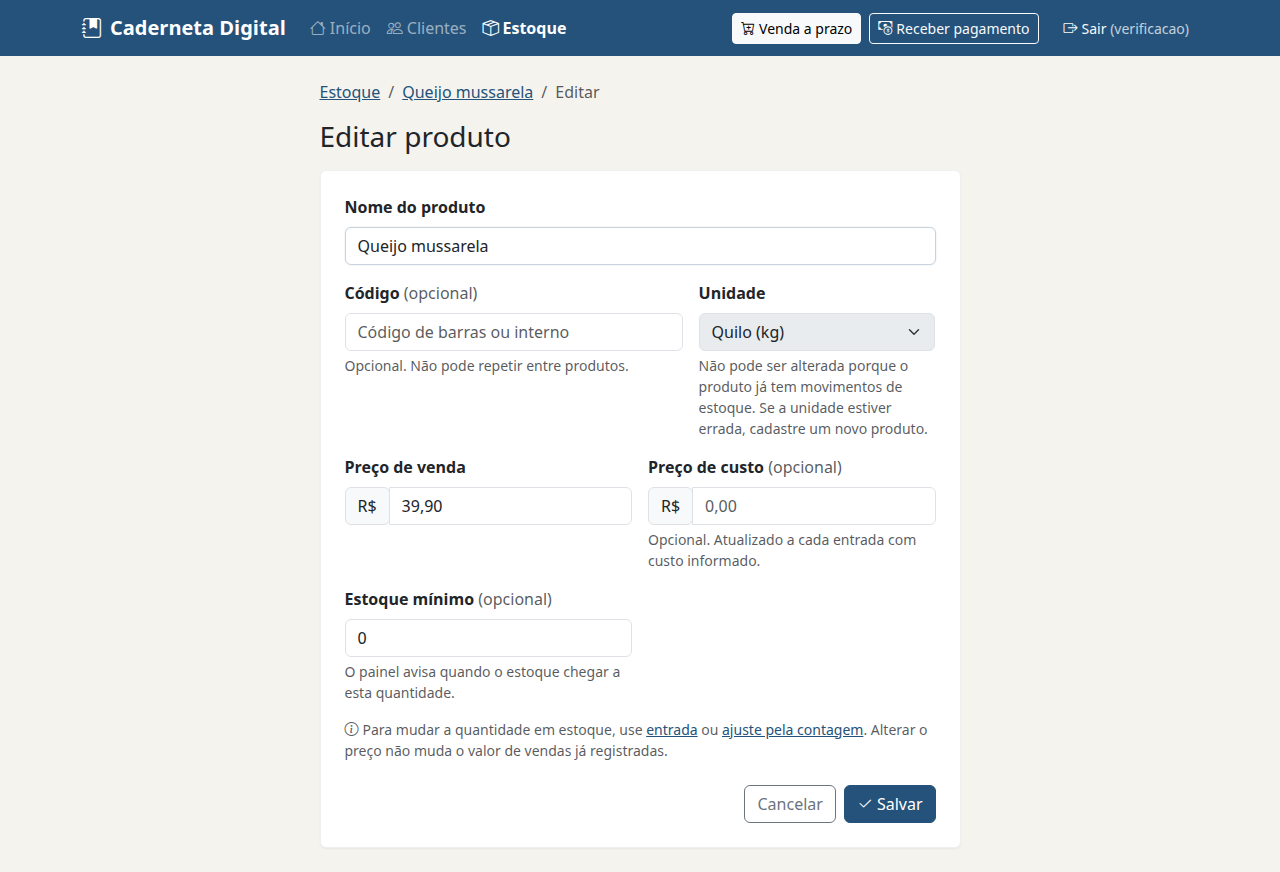 Caderneta Digital
Início
Clientes
Estoque
Venda a prazo
Receber pagamento
Sair (verificacao)
Estoque / Queijo mussarela / Editar
Editar produto
Nome do produto
Queijo mussarela
Código (opcional)
Código de barras ou interno
Opcional. Não pode repetir entre produtos.
Unidade
Quilo (kg)
Não pode ser alterada porque o
produto já tem movimentos de
estoque. Se a unidade estiver
errada, cadastre um novo produto.
Preço de venda
R$ 39,90
Preço de custo (opcional)
R$ 0,00
Opcional. Atualizado a cada entrada com
custo informado.
Estoque mínimo (opcional)
0
O painel avisa quando o estoque chegar a
esta quantidade.
Para mudar a quantidade em estoque, use entrada ou ajuste pela contagem. Alterar o
preço não muda o valor de vendas já registradas.
Cancelar
Salvar